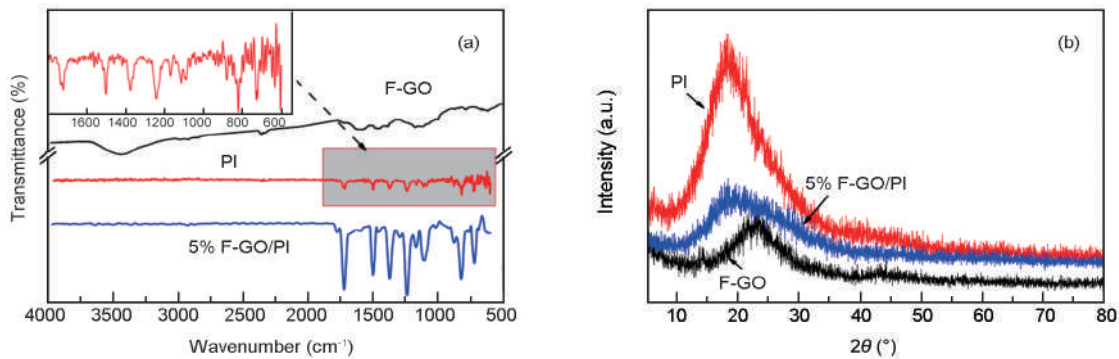 (a)
F-GO
PI
5% F-GO/PI
Transmittance (%)
1600 1400 1200 1000 800 600
4000 3500 3000 2500 2000 1500 1000 500
Wavenumber (cm⁻¹)
(b)
PI
5% F-GO/PI
F-GO
Intensity (a.u.)
10 20 30 40 50 60 70 80
2θ (°)